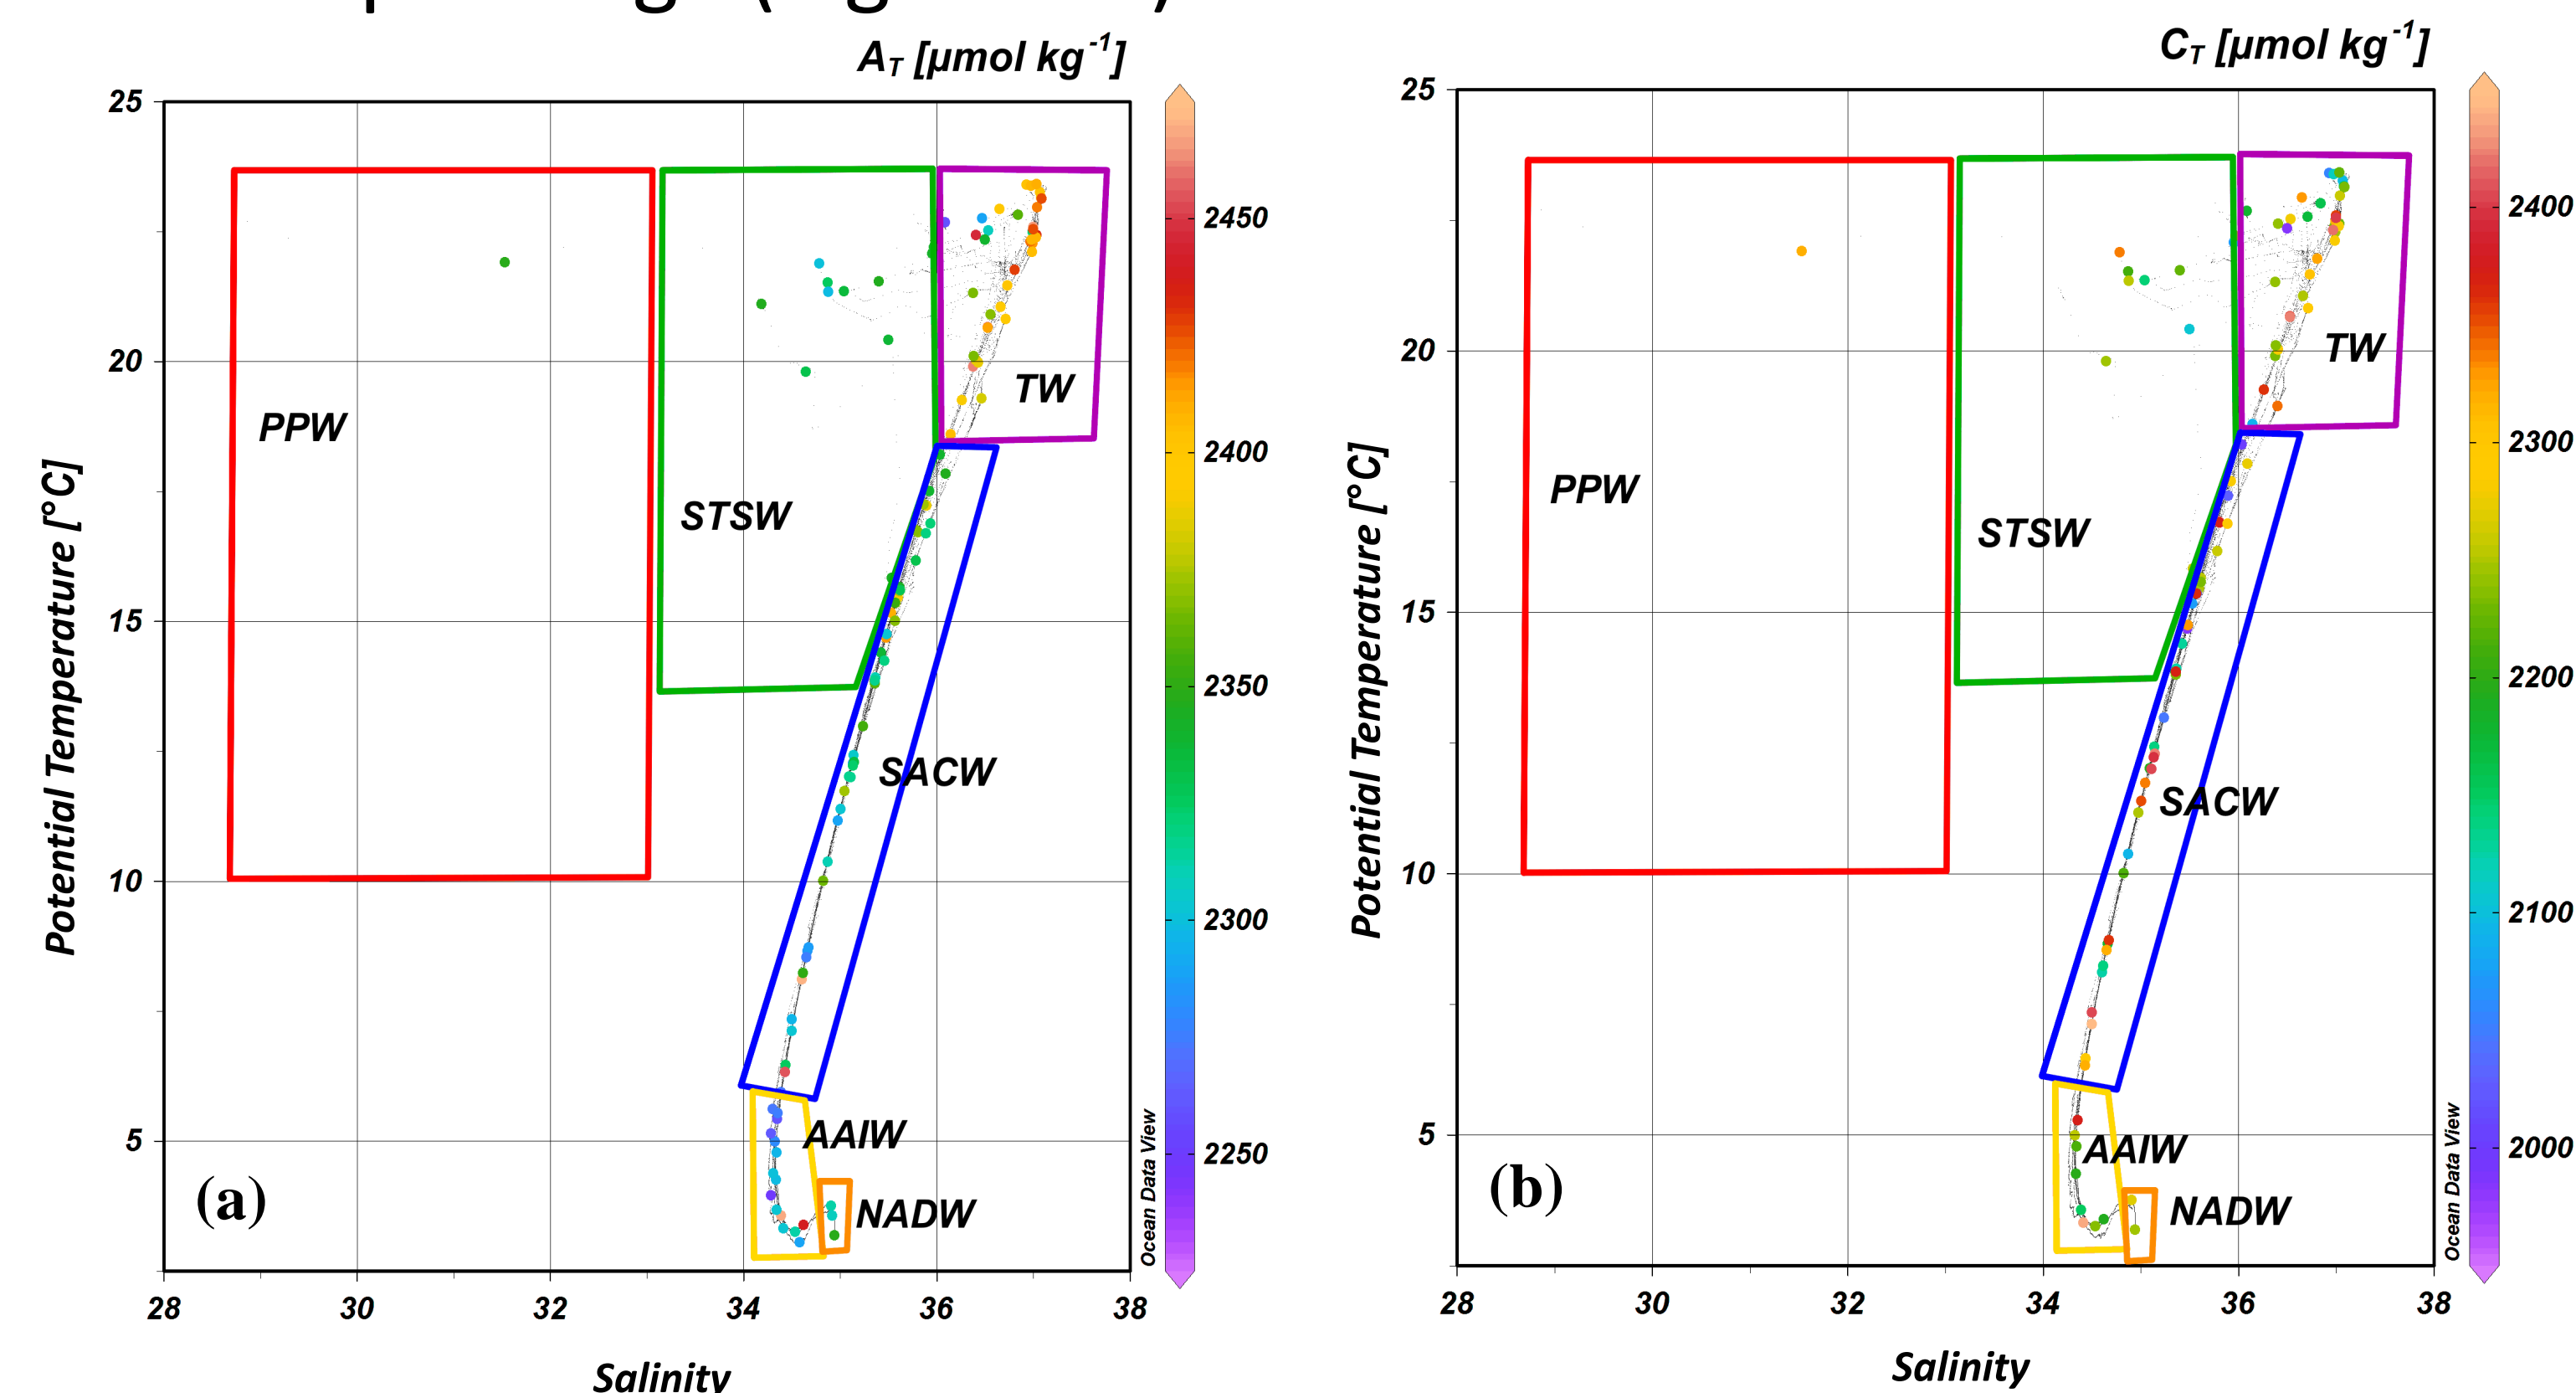 A_T [µmol kg⁻¹]
25
20
15
10
5
28 30 32 34 36 38
Potential Temperature [°C]
Salinity
PPW
STSW
TW
SACW
AAIW
NADW
(a)
Ocean Data View
2450
2400
2350
2300
2250
C_T [µmol kg⁻¹]
25
20
15
10
5
28 30 32 34 36 38
Potential Temperature [°C]
Salinity
PPW
STSW
TW
SACW
AAIW
NADW
(b)
Ocean Data View
2400
2300
2200
2100
2000